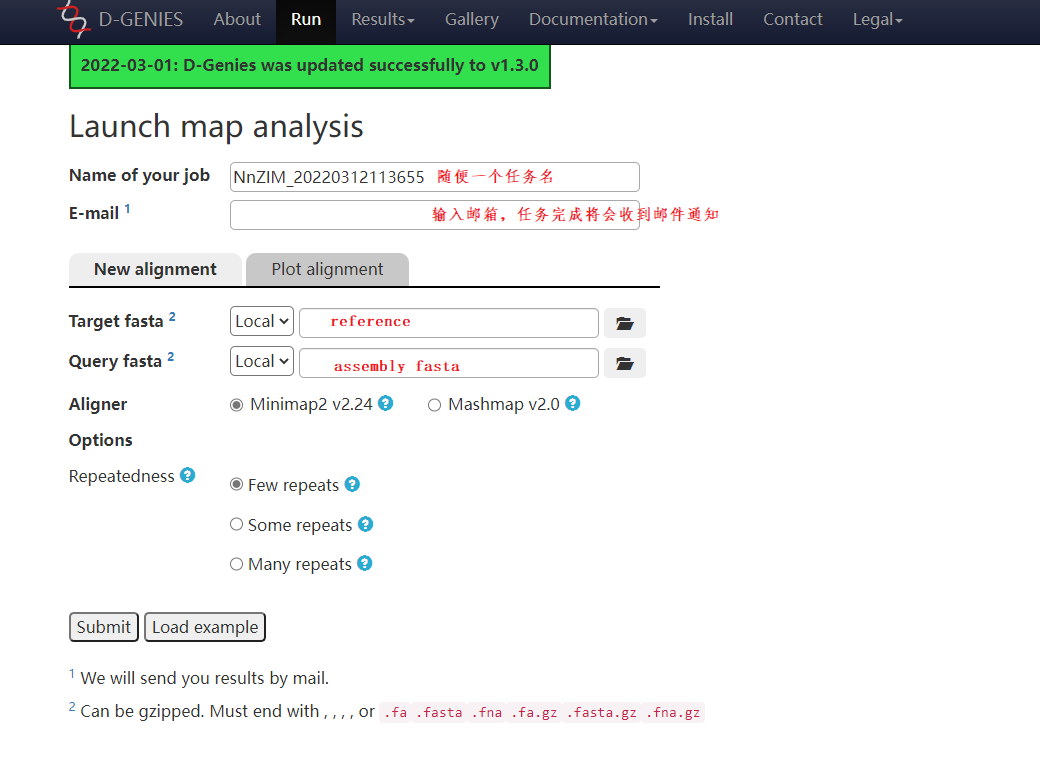 D-GENIES About Run Results Gallery Documentation Install Contact Legal
2022-03-01: D-Genies was updated successfully to v1.3.0
Launch map analysis
Name of your job NnZIM_20220312113655 随便一个任务名
E-mail 1 输入邮箱，任务完成将会收到邮件通知
New alignment Plot alignment
Target fasta 2 Local reference
Query fasta 2 Local assembly fasta
Aligner Minimap2 v2.24 ? Mashmap v2.0 ?
Options
Repeatedness ? Few repeats ?
Some repeats ?
Many repeats ?
Submit Load example
1 We will send you results by mail.
2 Can be gzipped. Must end with , , , , or .fa .fasta .fna .fa.gz .fasta.gz .fna.gz